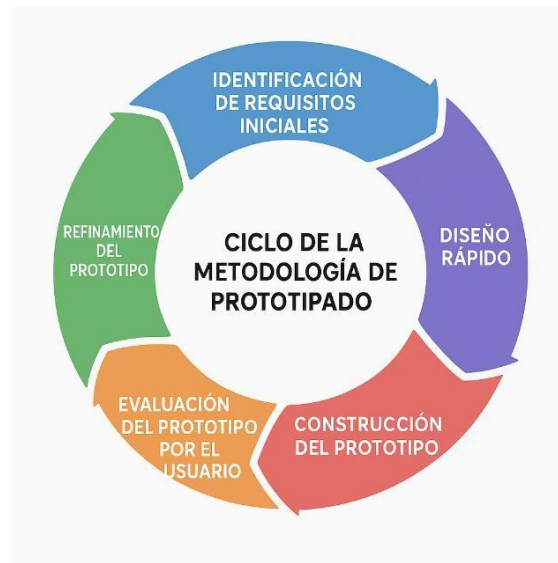 IDENTIFICACIÓN
DE REQUISITOS
INICIALES
DISEÑO
RÁPIDO
CONSTRUCCIÓN
DEL PROTOTIPO
EVALUACIÓN
DEL PROTOTIPO
POR EL
USUARIO
REFINAMIENTO
DEL
PROTOTIPO
CICLO DE LA
METODOLOGÍA DE
PROTOTIPADO